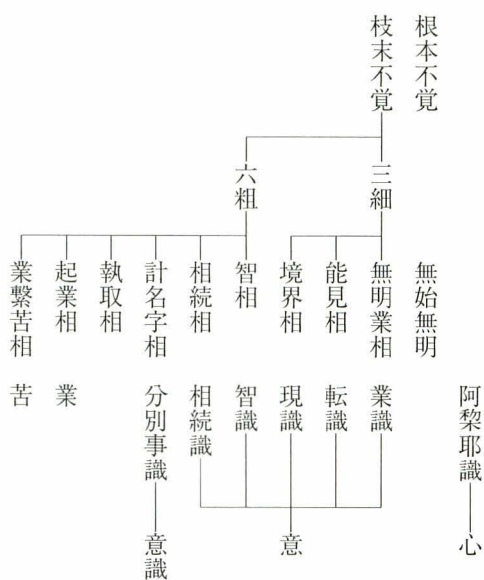 阿棃耶識 心
根本不覚 無始無明
枝末不覚 三細 無明業相 業識
能見相 転識
境界相 現識 意
六粗 智相 智識
相続相 相続識
計名字相 分別事識 意識
執取相
起業相 業
業繋苦相 苦